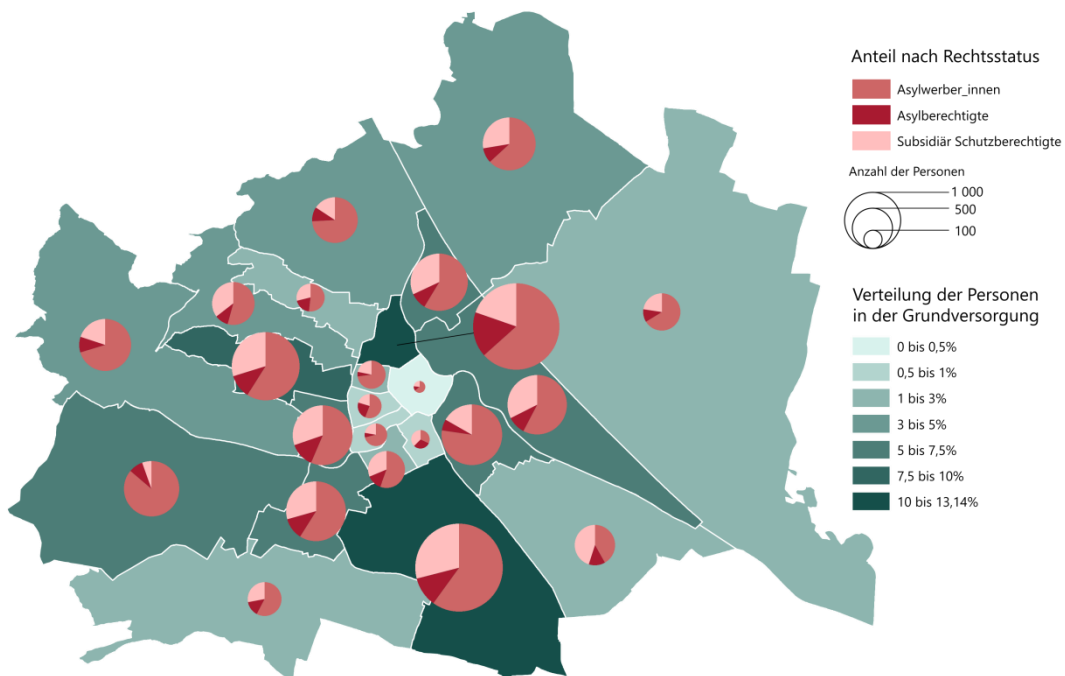 Anteil nach Rechtsstatus
Asylwerber_innen
Asylberechtigte
Subsidiär Schutzberechtigte
Anzahl der Personen
1 000
500
100
Verteilung der Personen
in der Grundversorgung
0 bis 0,5%
0,5 bis 1%
1 bis 3%
3 bis 5%
5 bis 7,5%
7,5 bis 10%
10 bis 13,14%